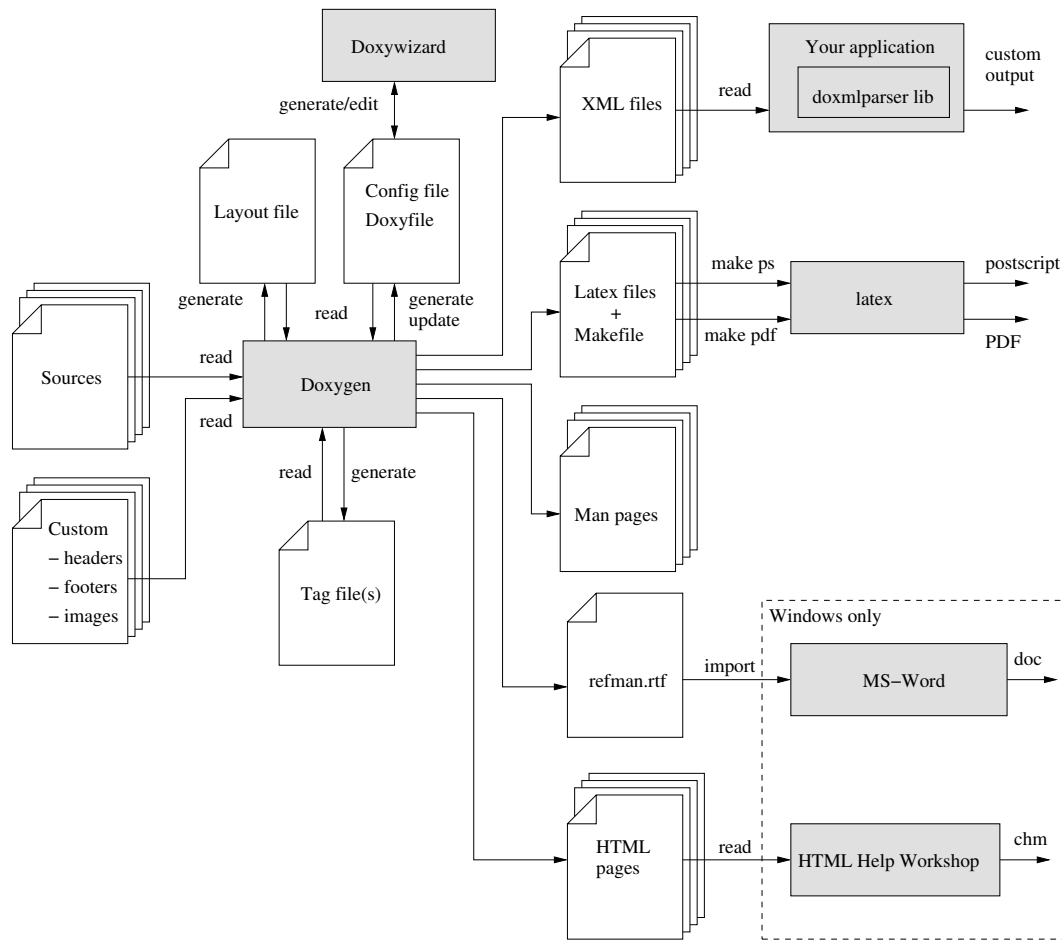 Doxywizard
generate/edit
Layout file
Config file
Doxyfile
generate
read
generate
update
Sources
read
Doxygen
read
Custom
– headers
– footers
– images
read
generate
Tag file(s)
XML files
read
Your application
doxmlparser lib
custom
output
Latex files
+
Makefile
make ps
make pdf
latex
postscript
PDF
Man pages
refman.rtf
import
Windows only
MS–Word
doc
HTML
pages
read
HTML Help Workshop
chm